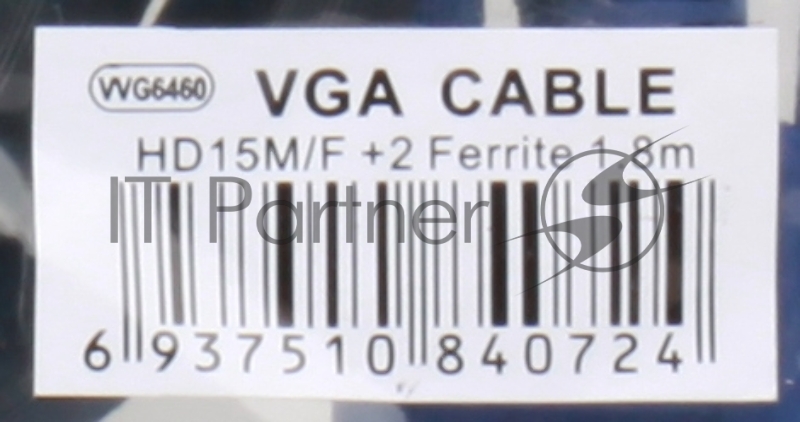 VVG6460
VGA CABLE
HD15M/F +2 Ferrite 1.8m
IT Partner
6 937510 840724